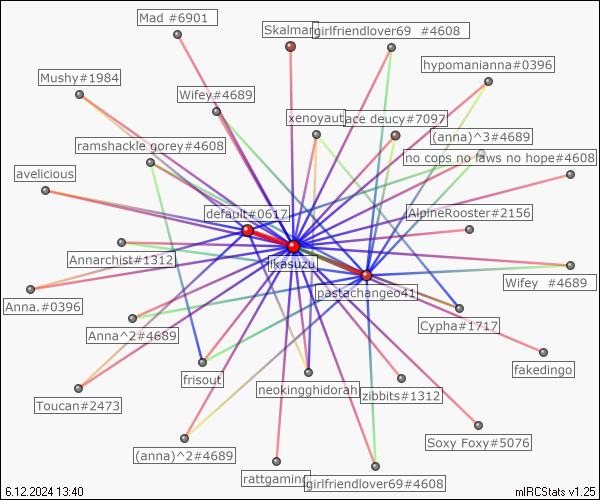 Mad #6901
Skalman
girlfriendlover69 #4608
hypomanianna#0396
Mushy#1984
Wifey#4689
xenoyaut
ace deucy#7097
(anna)^3#4689
ramshackle gorey#4608
no cops no laws no hope#4608
avelicious
default#0617
AlpineRooster#2156
Annarchist#1312
likasuzu
pastachange041
Wifey #4689
Anna.#0396
Anna^2#4689
Cypha#1717
fakedingo
frisout
neokingghidorah
zibbits#1312
Toucan#2473
(anna)^2#4689
Soxy Foxy#5076
rattgaming
girlfriendlover69#4608
6.12.2024 13:40
mIRCStats v1.25